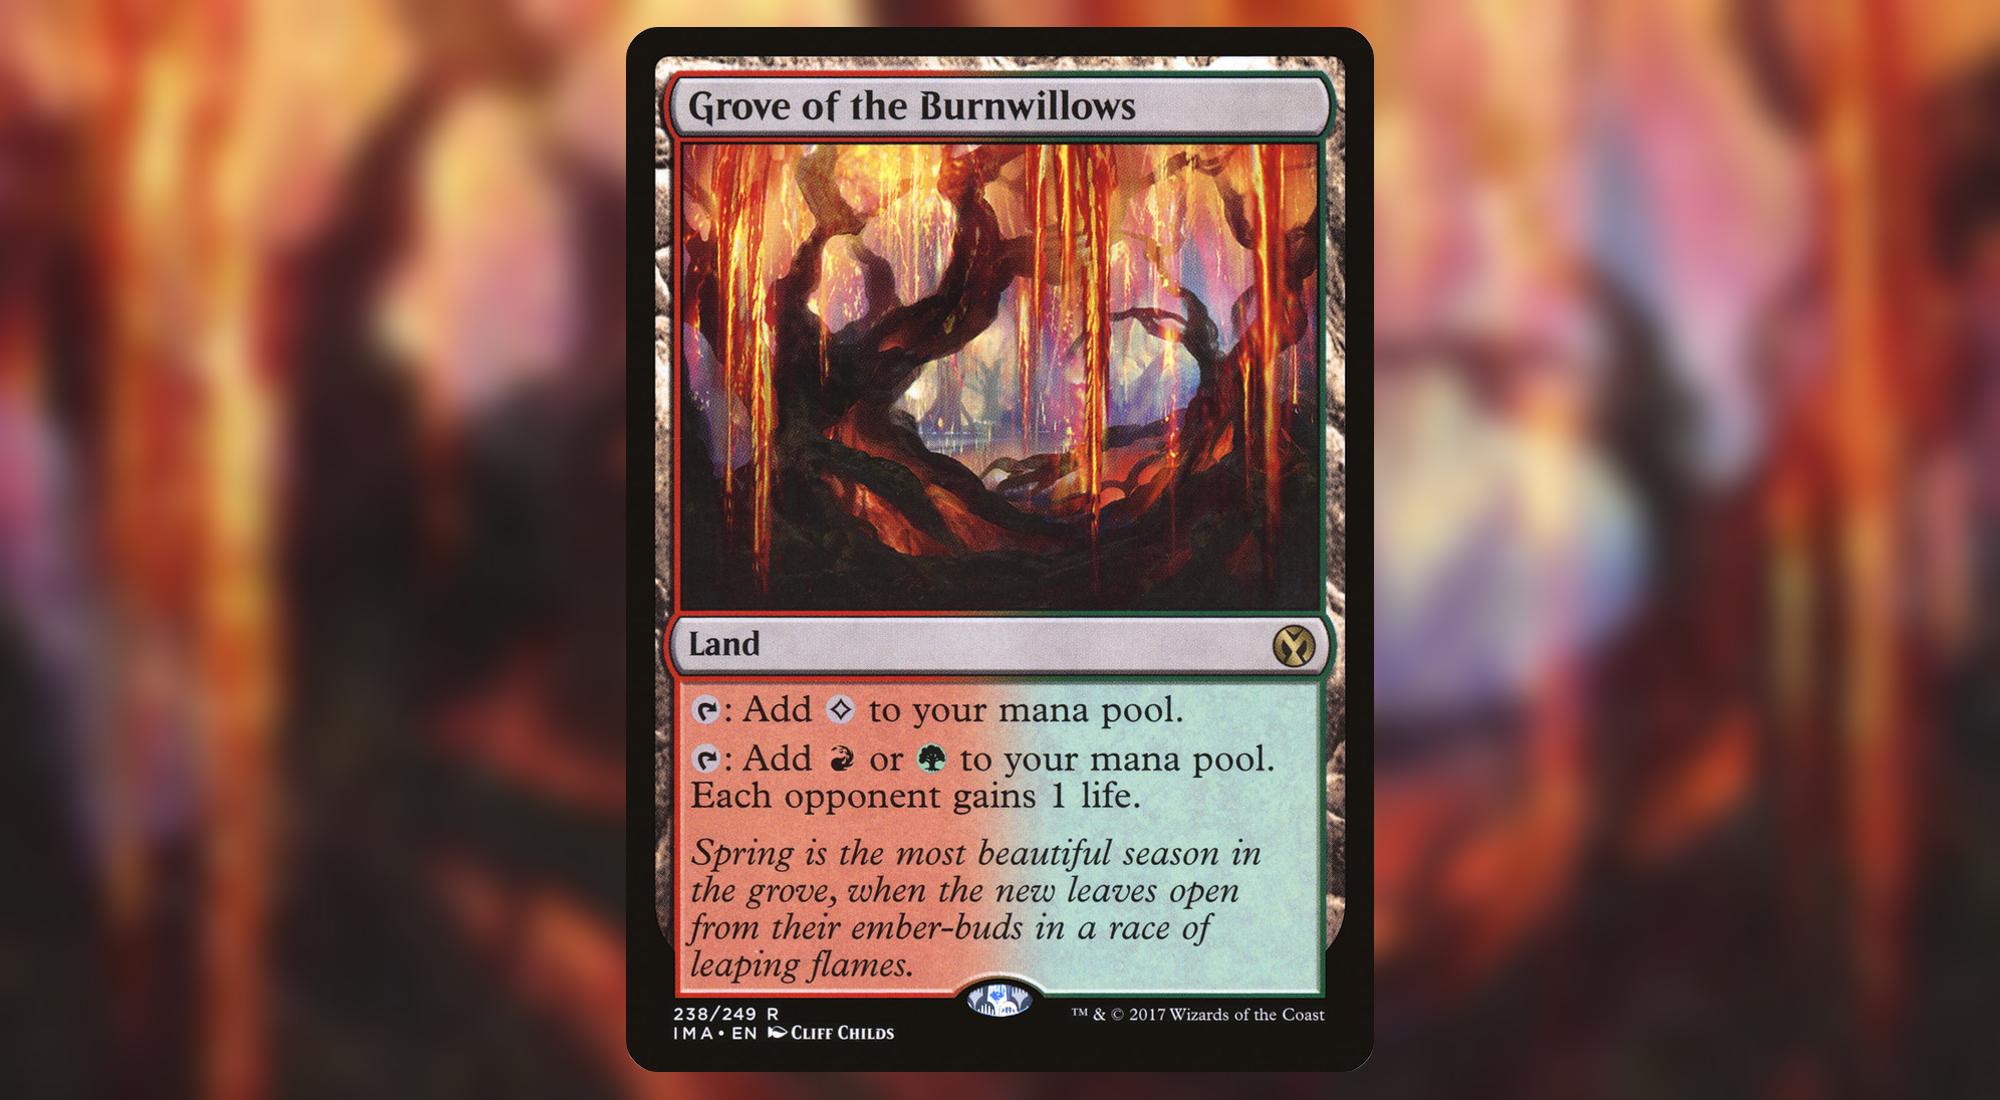 Grove of the Burnwillows
Land
: Add to your mana pool.
: Add or to your mana pool.
Each opponent gains 1 life.
Spring is the most beautiful season in
the grove, when the new leaves open
from their ember-buds in a race of
leaping flames.
238/249 R
IMA • EN Cliff Childs
™ & © 2017 Wizards of the Coast